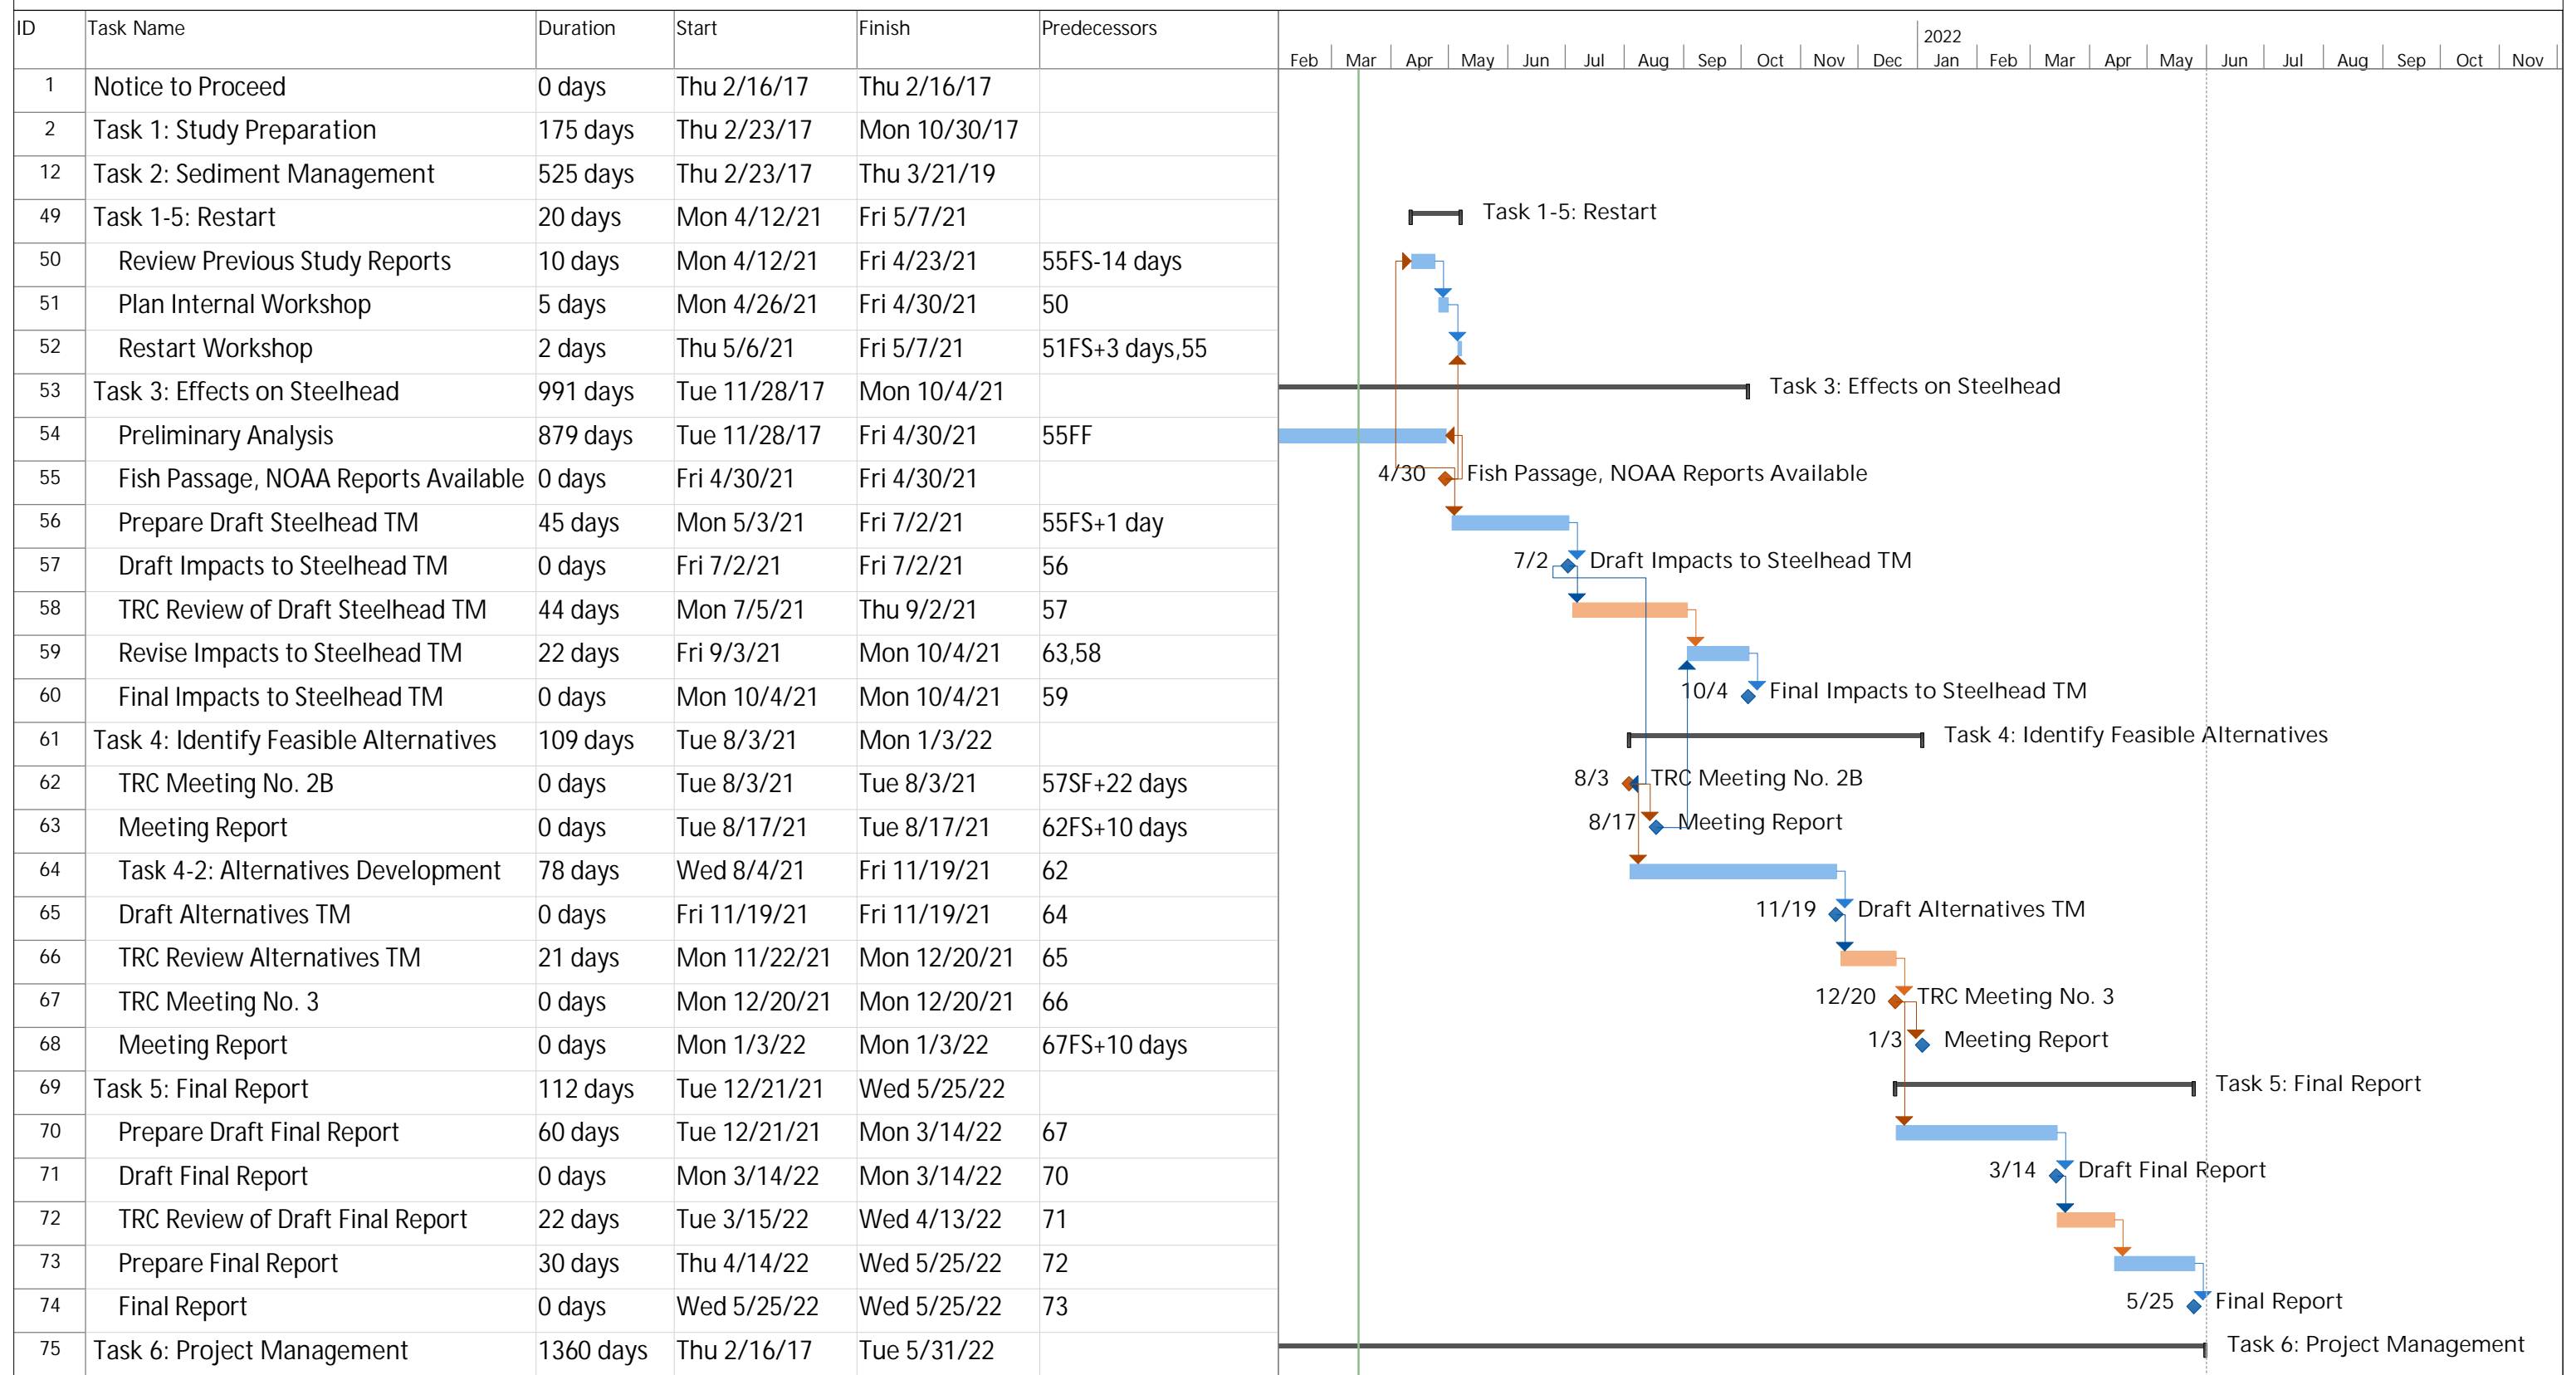 ID Task Name Duration Start Finish Predecessors
2022
Feb Mar Apr May Jun Jul Aug Sep Oct Nov Dec Jan Feb Mar Apr May Jun Jul Aug Sep Oct Nov
1 Notice to Proceed 0 days Thu 2/16/17 Thu 2/16/17
2 Task 1: Study Preparation 175 days Thu 2/23/17 Mon 10/30/17
12 Task 2: Sediment Management 525 days Thu 2/23/17 Thu 3/21/19
49 Task 1-5: Restart 20 days Mon 4/12/21 Fri 5/7/21 Task 1-5: Restart
50 Review Previous Study Reports 10 days Mon 4/12/21 Fri 4/23/21 55FS-14 days
51 Plan Internal Workshop 5 days Mon 4/26/21 Fri 4/30/21 50
52 Restart Workshop 2 days Thu 5/6/21 Fri 5/7/21 51FS+3 days,55
53 Task 3: Effects on Steelhead 991 days Tue 11/28/17 Mon 10/4/21 Task 3: Effects on Steelhead
54 Preliminary Analysis 879 days Tue 11/28/17 Fri 4/30/21 55FF
55 Fish Passage, NOAA Reports Available 0 days Fri 4/30/21 Fri 4/30/21 4/30 Fish Passage, NOAA Reports Available
56 Prepare Draft Steelhead TM 45 days Mon 5/3/21 Fri 7/2/21 55FS+1 day
57 Draft Impacts to Steelhead TM 0 days Fri 7/2/21 Fri 7/2/21 56 7/2 Draft Impacts to Steelhead TM
58 TRC Review of Draft Steelhead TM 44 days Mon 7/5/21 Thu 9/2/21 57
59 Revise Impacts to Steelhead TM 22 days Fri 9/3/21 Mon 10/4/21 63,58
60 Final Impacts to Steelhead TM 0 days Mon 10/4/21 Mon 10/4/21 59 10/4 Final Impacts to Steelhead TM
61 Task 4: Identify Feasible Alternatives 109 days Tue 8/3/21 Mon 1/3/22 Task 4: Identify Feasible Alternatives
62 TRC Meeting No. 2B 0 days Tue 8/3/21 Tue 8/3/21 57SF+22 days 8/3 TRC Meeting No. 2B
63 Meeting Report 0 days Tue 8/17/21 Tue 8/17/21 62FS+10 days 8/17 Meeting Report
64 Task 4-2: Alternatives Development 78 days Wed 8/4/21 Fri 11/19/21 62
65 Draft Alternatives TM 0 days Fri 11/19/21 Fri 11/19/21 64 11/19 Draft Alternatives TM
66 TRC Review Alternatives TM 21 days Mon 11/22/21 Mon 12/20/21 65
67 TRC Meeting No. 3 0 days Mon 12/20/21 Mon 12/20/21 66 12/20 TRC Meeting No. 3
68 Meeting Report 0 days Mon 1/3/22 Mon 1/3/22 67FS+10 days 1/3 Meeting Report
69 Task 5: Final Report 112 days Tue 12/21/21 Wed 5/25/22 Task 5: Final Report
70 Prepare Draft Final Report 60 days Tue 12/21/21 Mon 3/14/22 67
71 Draft Final Report 0 days Mon 3/14/22 Mon 3/14/22 70 3/14 Draft Final Report
72 TRC Review of Draft Final Report 22 days Tue 3/15/22 Wed 4/13/22 71
73 Prepare Final Report 30 days Thu 4/14/22 Wed 5/25/22 72
74 Final Report 0 days Wed 5/25/22 Wed 5/25/22 73 5/25 Final Report
75 Task 6: Project Management 1360 days Thu 2/16/17 Tue 5/31/22 Task 6: Project Management